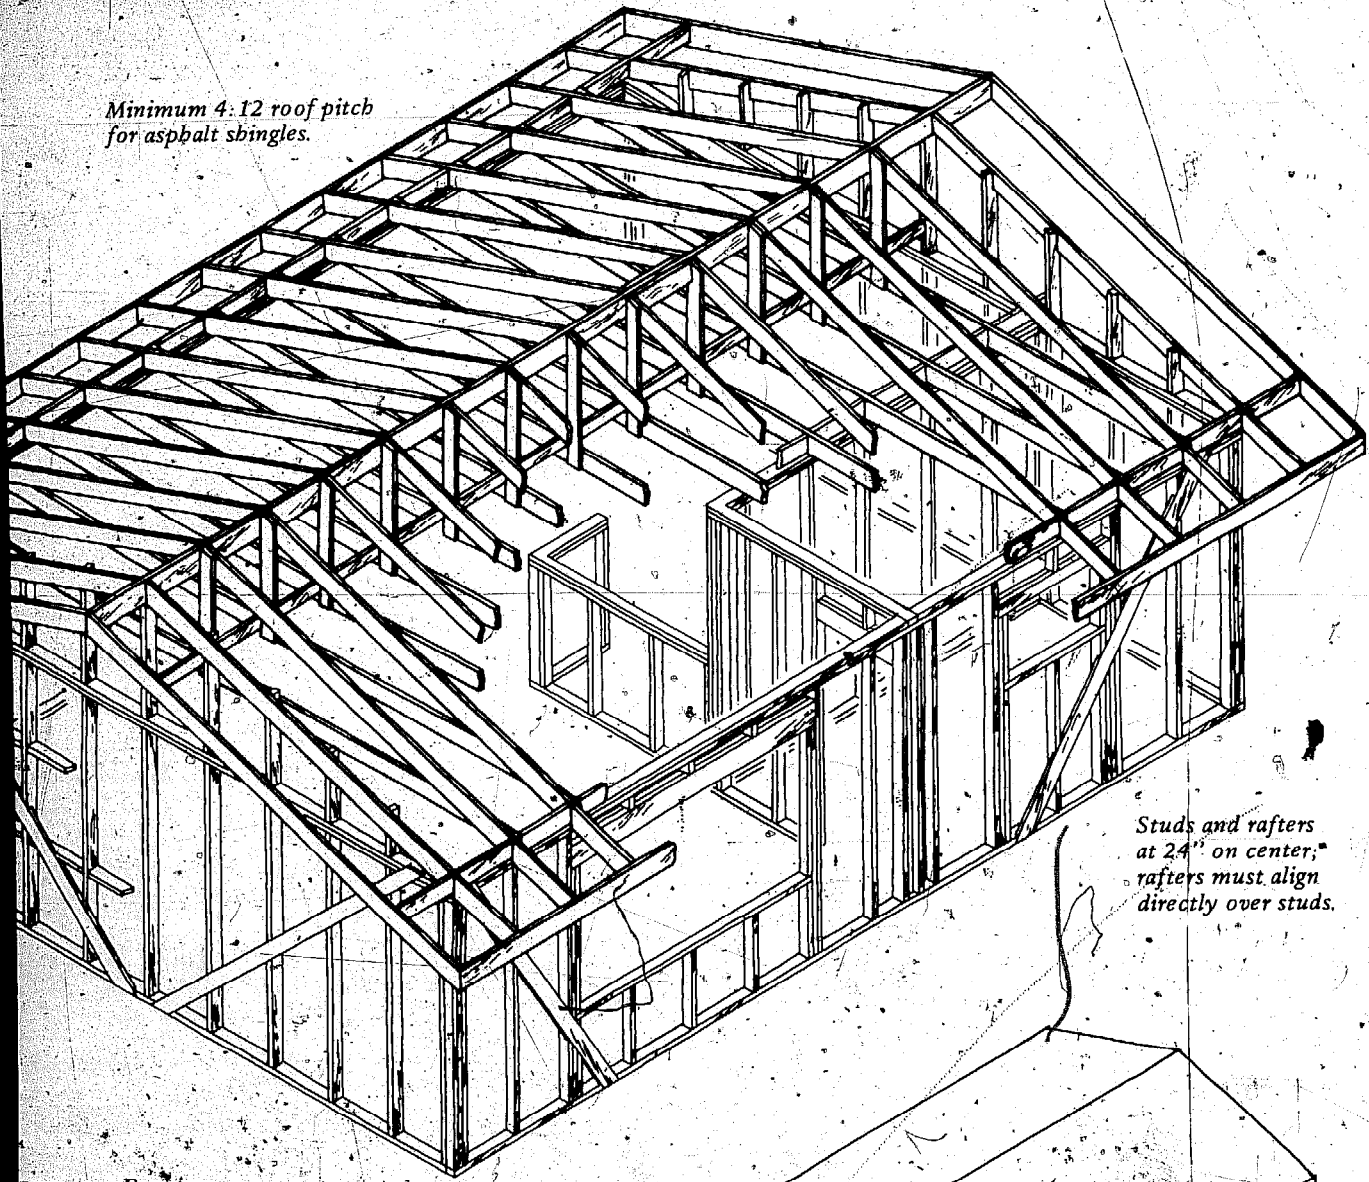 Minimum 4:12 roof pitch
for asphalt shingles.
Studs and rafters
at 24" on center;
rafters must align
directly over studs.